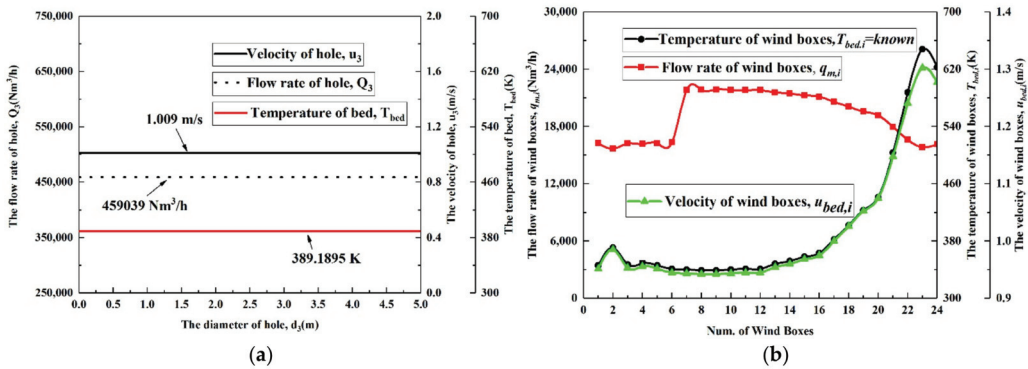 The flow rate of hole, Q3(Nm³/h)
750,000
650,000
550,000
450,000
350,000
250,000
Velocity of hole, u3
Flow rate of hole, Q3
Temperature of bed, Tbed
1.009 m/s
459039 Nm³/h
389.1895 K
0.0 0.5 1.0 1.5 2.0 2.5 3.0 3.5 4.0 4.5 5.0
The diameter of hole, d3(m)
2.0
1.6
1.2
0.8
0.4
0.0
The velocity of hole, u3(m/s)
700
620
540
460
380
300
The temperature of bed, Tbed(K)
(a)
The flow rate of wind boxes, qm,i(Nm³/h)
30,000
24,000
18,000
12,000
6,000
0
Temperature of wind boxes,Tbed,i=known
Flow rate of wind boxes, qm,i
Velocity of wind boxes, ubed,i
0 2 4 6 8 10 12 14 16 18 20 22 24
Num. of Wind Boxes
700
620
540
460
380
300
The temperature of wind boxes, Tbed,i(K)
1.4
1.3
1.2
1.1
1.0
0.9
The velocity of wind boxes, ubed,i(m/s)
(b)